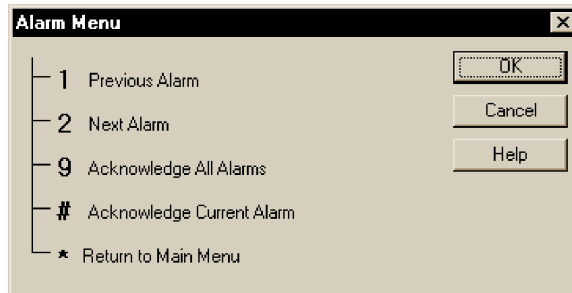 Alarm Menu
1 Previous Alarm
2 Next Alarm
9 Acknowledge All Alarms
# Acknowledge Current Alarm
* Return to Main Menu
OK
Cancel
Help